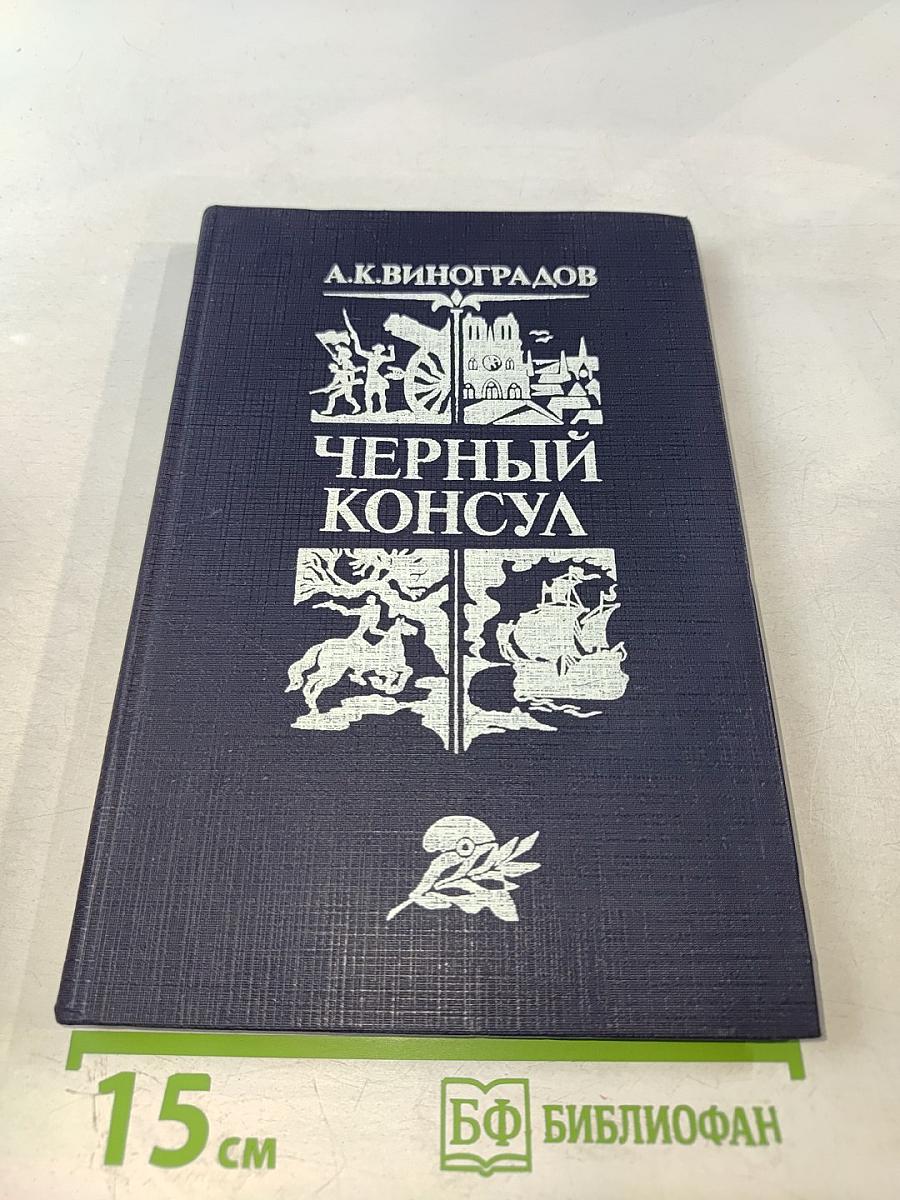 А.К.ВИНОГРАДОВ
ЧЕРНЫЙ
КОНСУЛ
15 см
БФ БИБЛИОФАН